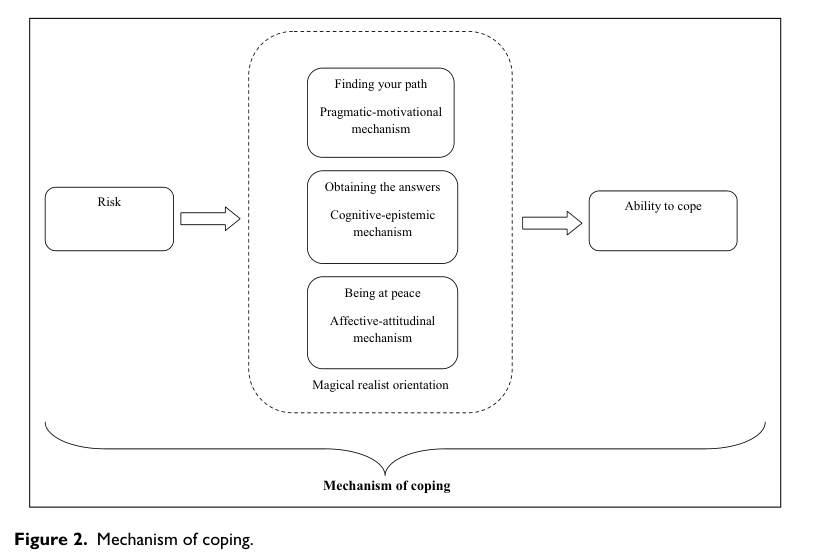 Finding your path
Pragmatic-motivational
mechanism
Risk
Obtaining the answers
Cognitive-epistemic
mechanism
Ability to cope
Being at peace
Affective-attitudinal
mechanism
Magical realist orientation
Mechanism of coping
Figure 2. Mechanism of coping.